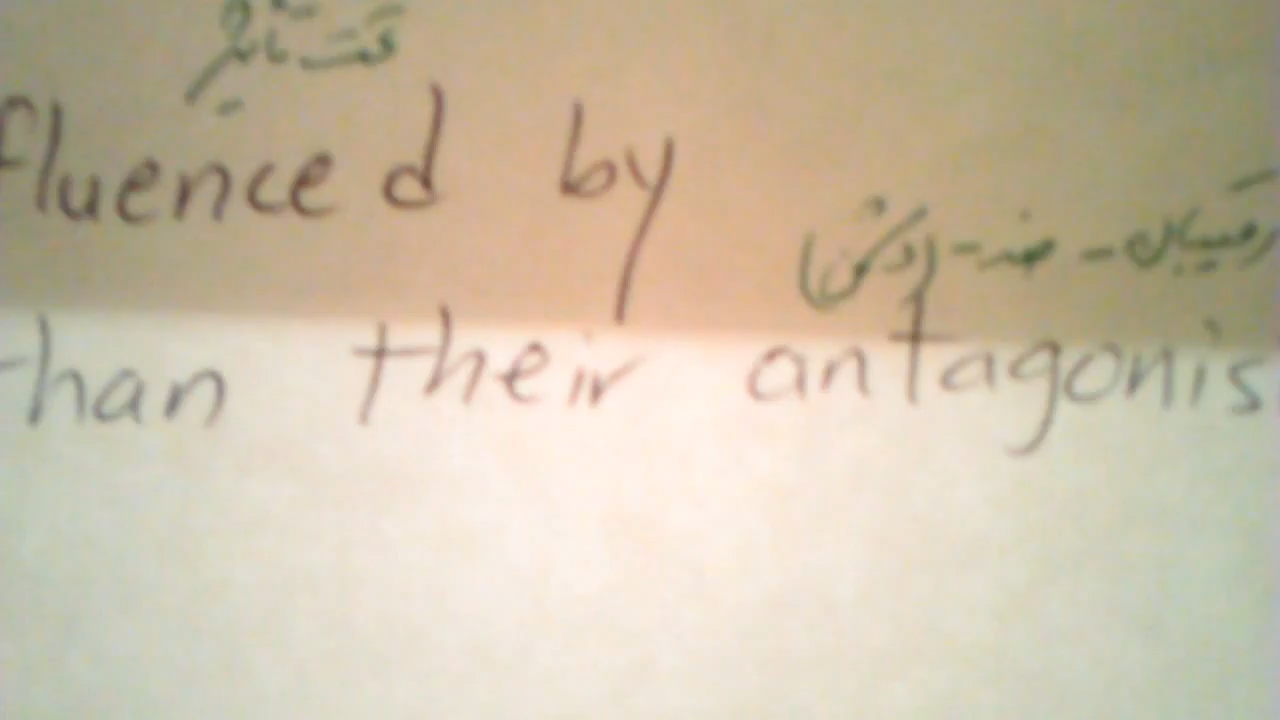 تحت تاثیر
fluenced by
رقیبان - ضد - (دشمن)
than their antagonis